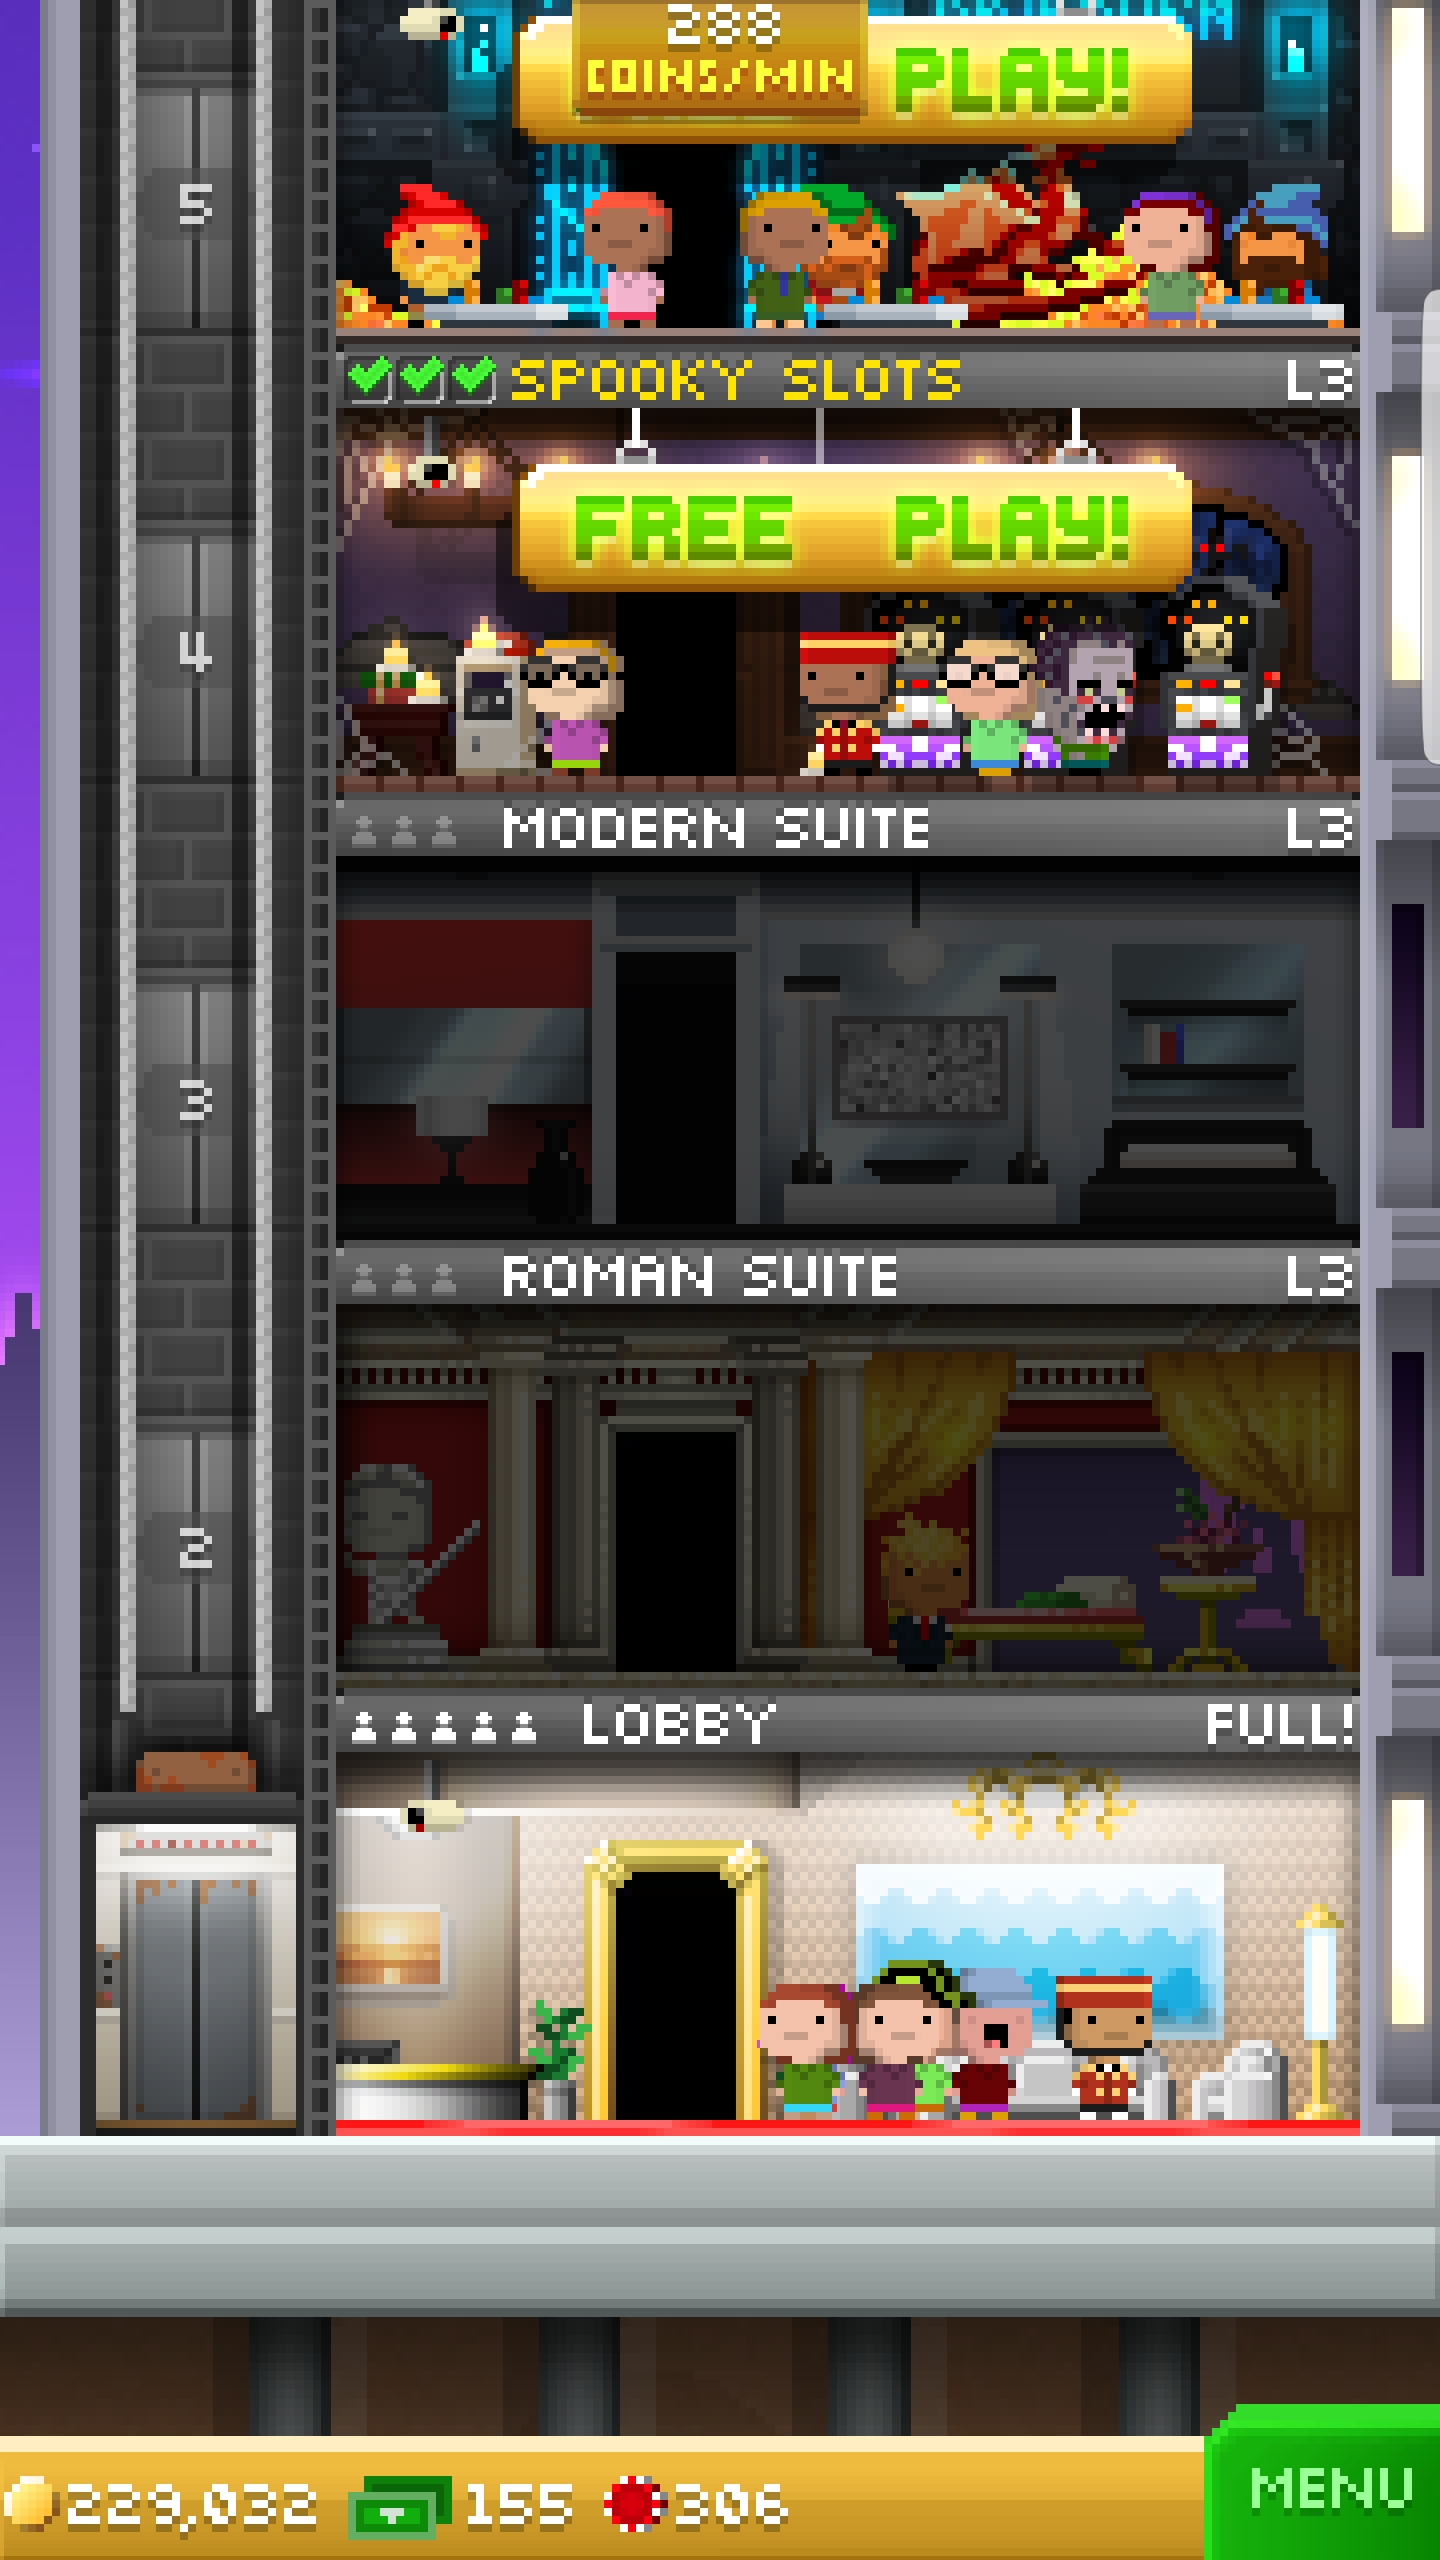 288
COINS/MIN
PLAY!
5
SPOOKY SLOTS L3
FREE PLAY!
4
MODERN SUITE L3
3
ROMAN SUITE L3
2
LOBBY FULL!
229,032 155 306
MENU